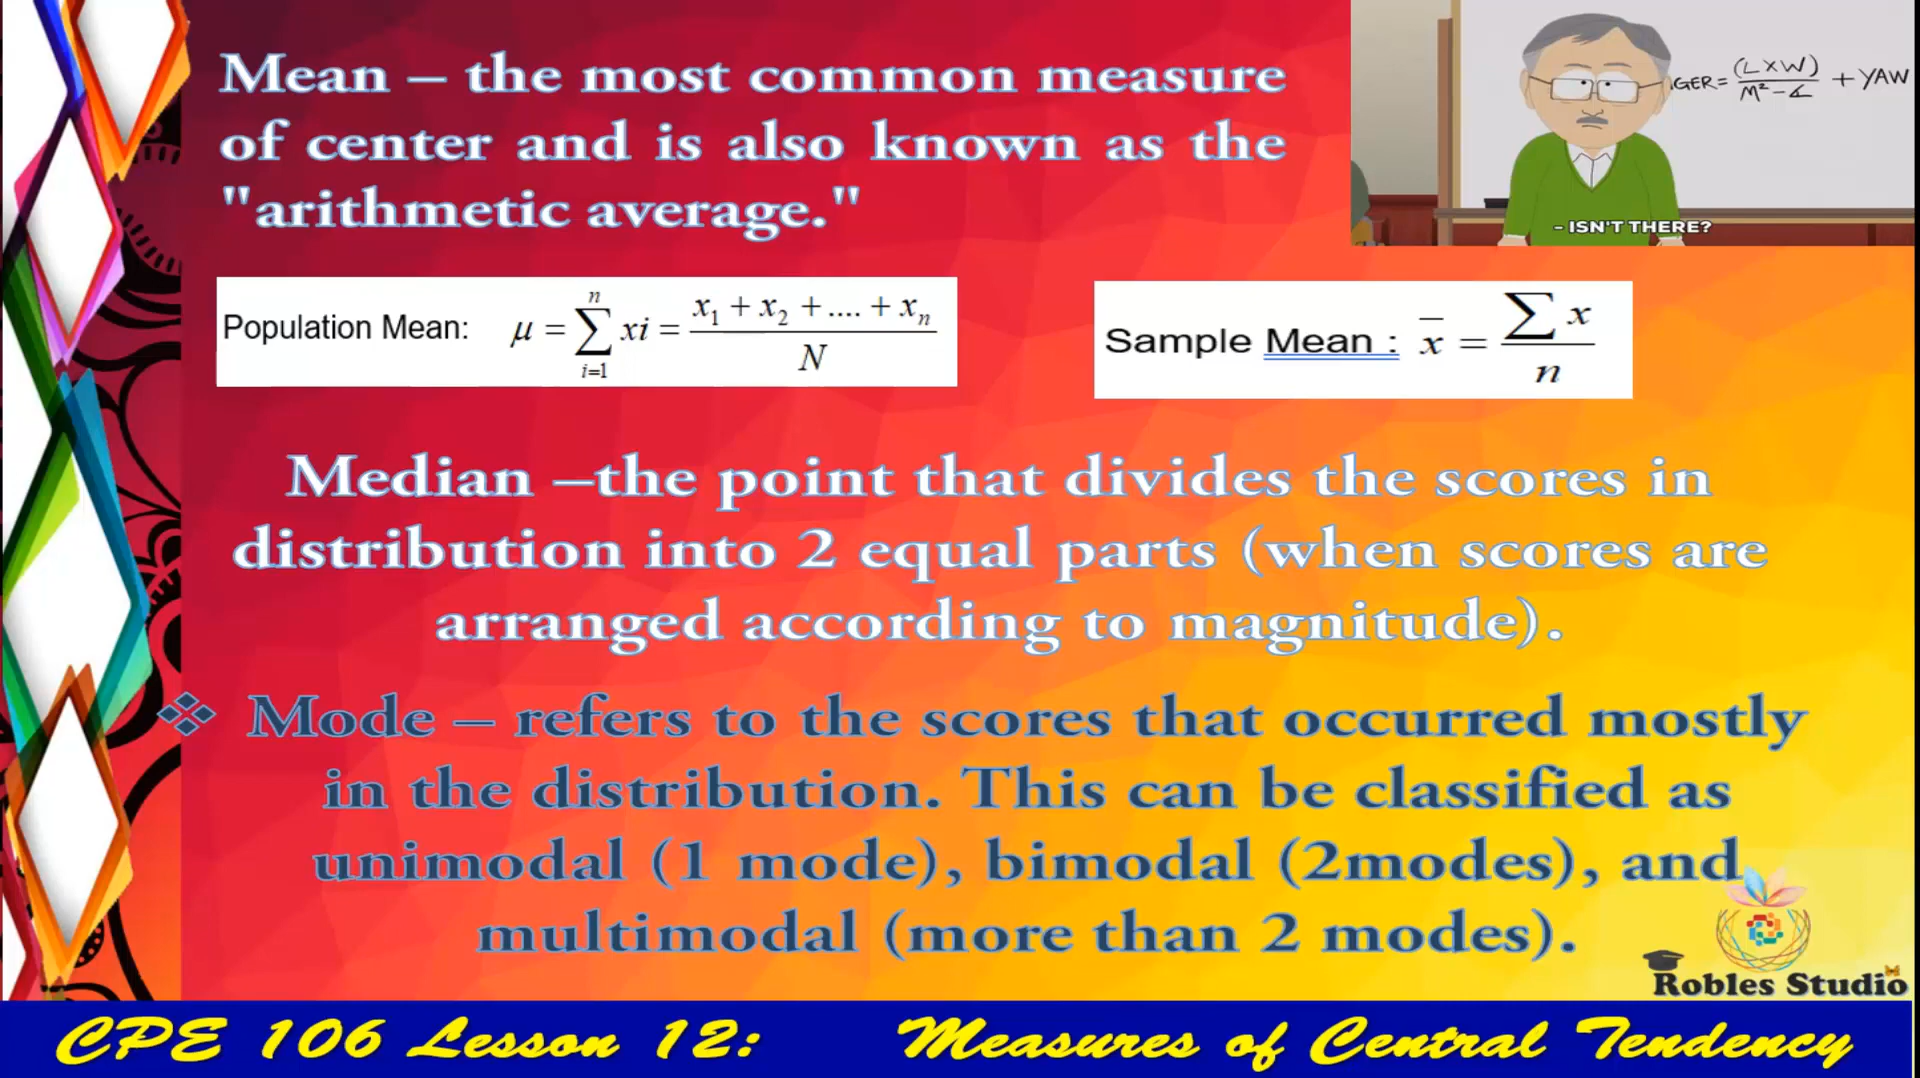 Mean – the most common measure
of center and is also known as the
"arithmetic average."
GER= (L×W) / M² – ∡ + YAW
- ISN'T THERE?
Population Mean: μ = ∑ i=1 n xi = x₁ + x₂ + .... + xₙ / N
Sample Mean : x̄ = ∑ x / n
Median –the point that divides the scores in
distribution into 2 equal parts (when scores are
arranged according to magnitude).
❖ Mode – refers to the scores that occurred mostly
in the distribution. This can be classified as
unimodal (1 mode), bimodal (2modes), and
multimodal (more than 2 modes).
Robles Studio
CPE 106 Lesson 12: Measures of Central Tendency